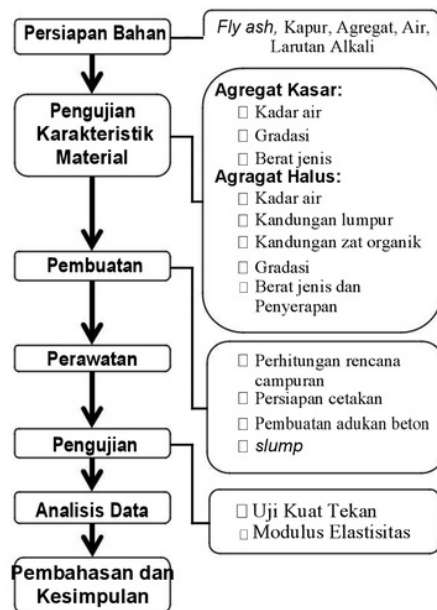 Persiapan Bahan
Fly ash, Kapur, Agregat, Air,
Larutan Alkali
Pengujian
Karakteristik
Material
Agregat Kasar:
□ Kadar air
□ Gradasi
□ Berat jenis
Agragat Halus:
□ Kadar air
□ Kandungan lumpur
□ Kandungan zat organik
□ Gradasi
□ Berat jenis dan
Penyerapan
Pembuatan
□ Perhitungan rencana
campuran
□ Persiapan cetakan
□ Pembuatan adukan beton
□ slump
Perawatan
Pengujian
□ Uji Kuat Tekan
□ Modulus Elastisitas
Analisis Data
Pembahasan dan
Kesimpulan